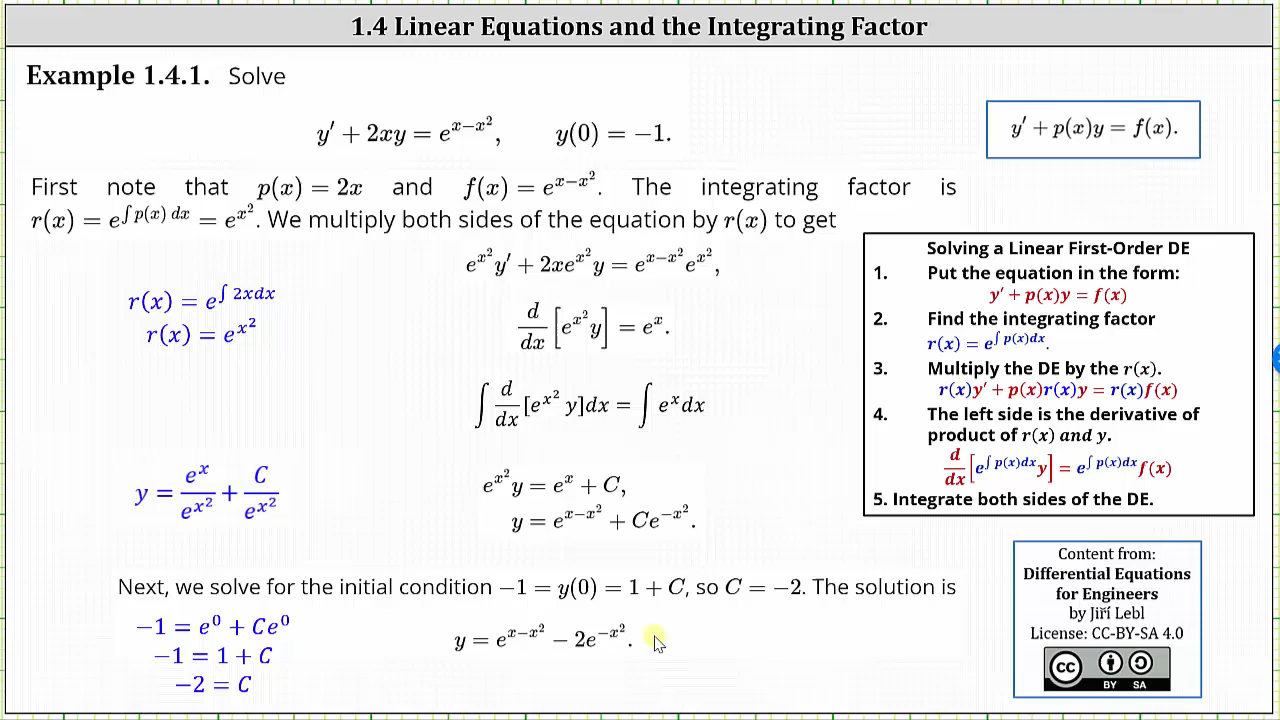 1.4 Linear Equations and the Integrating Factor
Example 1.4.1. Solve
y′ + 2xy = e^{x−x²}, y(0) = −1.
y′ + p(x)y = f(x).
First note that p(x) = 2x and f(x) = e^{x−x²}. The integrating factor is
r(x) = e^{∫ p(x) dx} = e^{x²}. We multiply both sides of the equation by r(x) to get
e^{x²}y′ + 2xe^{x²}y = e^{x−x²}e^{x²},
r(x) = e^{∫ 2xdx}
r(x) = e^{x²}
d/dx [e^{x²}y] = e^x.
∫ d/dx [e^{x²} y]dx = ∫ e^x dx
y = e^x/e^{x²} + C/e^{x²}
e^{x²}y = e^x + C,
y = e^{x−x²} + Ce^{−x²}.
Next, we solve for the initial condition −1 = y(0) = 1 + C, so C = −2. The solution is
−1 = e⁰ + Ce⁰
−1 = 1 + C
−2 = C
y = e^{x−x²} − 2e^{−x²}.
Solving a Linear First-Order DE
1. Put the equation in the form:
y′ + p(x)y = f(x)
2. Find the integrating factor
r(x) = e^{∫ p(x)dx}.
3. Multiply the DE by the r(x).
r(x)y′ + p(x)r(x)y = r(x)f(x)
4. The left side is the derivative of
product of r(x) and y.
d/dx [e^{∫ p(x)dx}y] = e^{∫ p(x)dx}f(x)
5. Integrate both sides of the DE.
Content from:
Differential Equations
for Engineers
by Jiří Lebl
License: CC-BY-SA 4.0
cc
BY SA